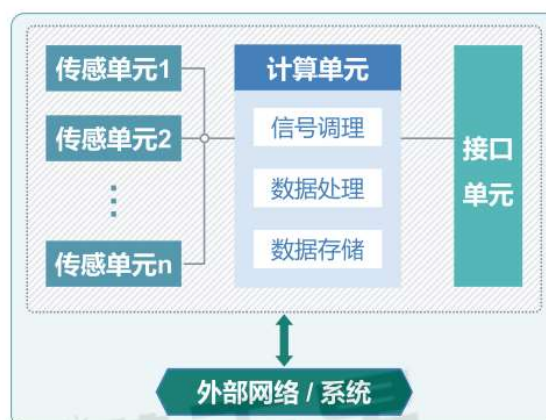 传感单元1
传感单元2
传感单元n
计算单元
信号调理
数据处理
数据存储
接口
单元
外部网络 / 系统